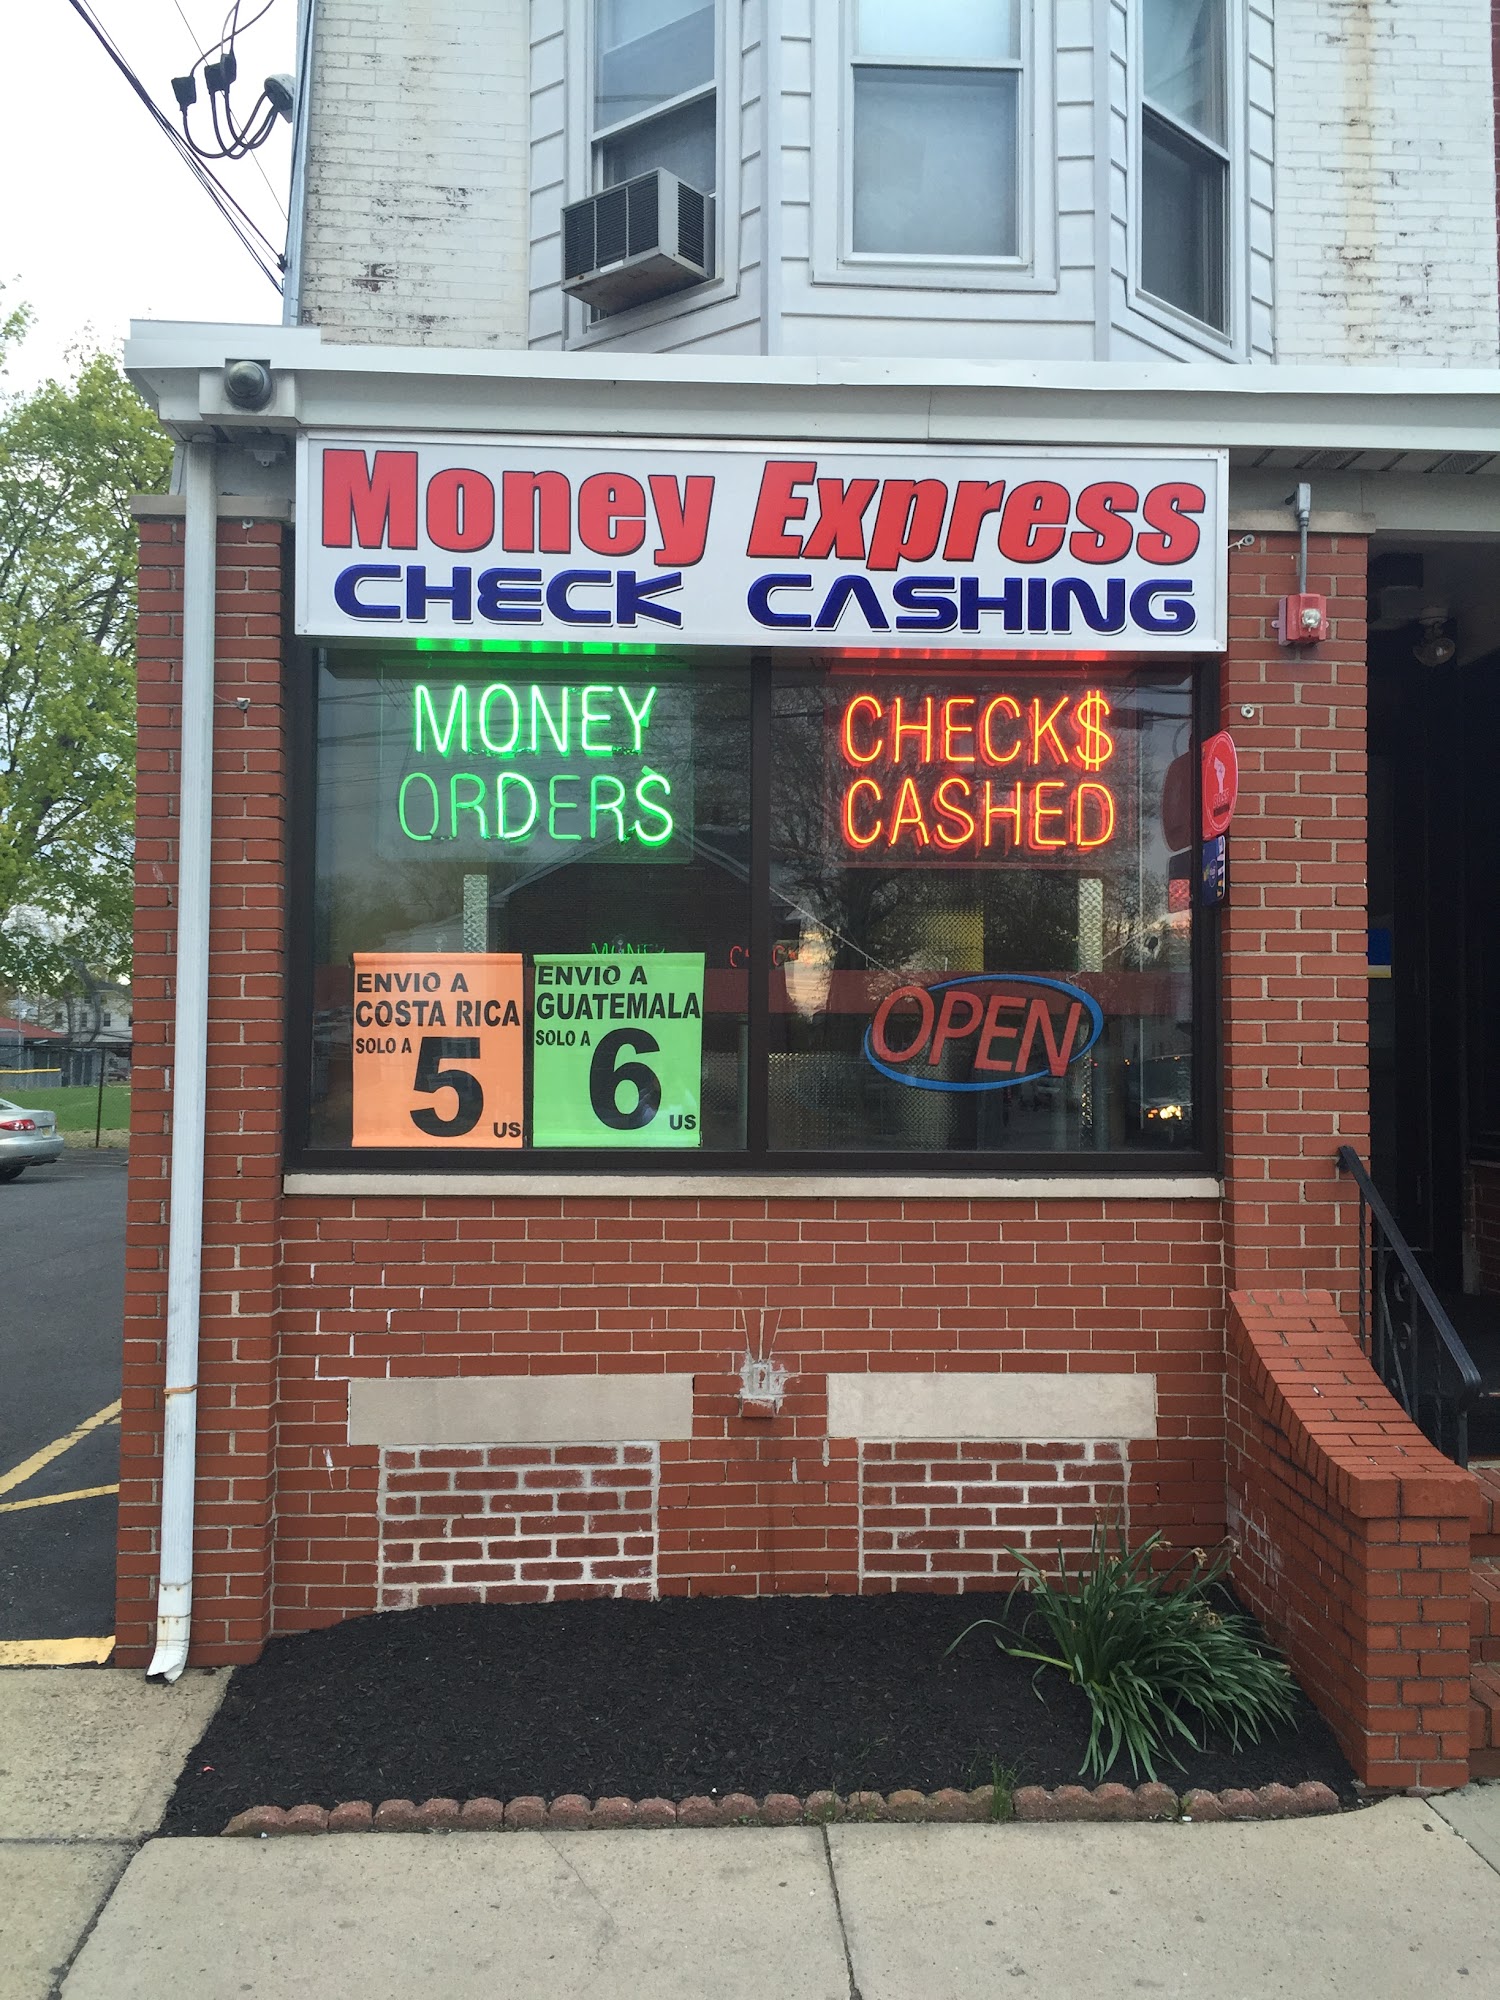 Money Express
CHECK CASHING
MONEY
ORDERS
CHECK$
CASHED
ENVIO A
COSTA RICA
SOLO A
5
US
ENVIO A
GUATEMALA
SOLO A
6
US
OPEN